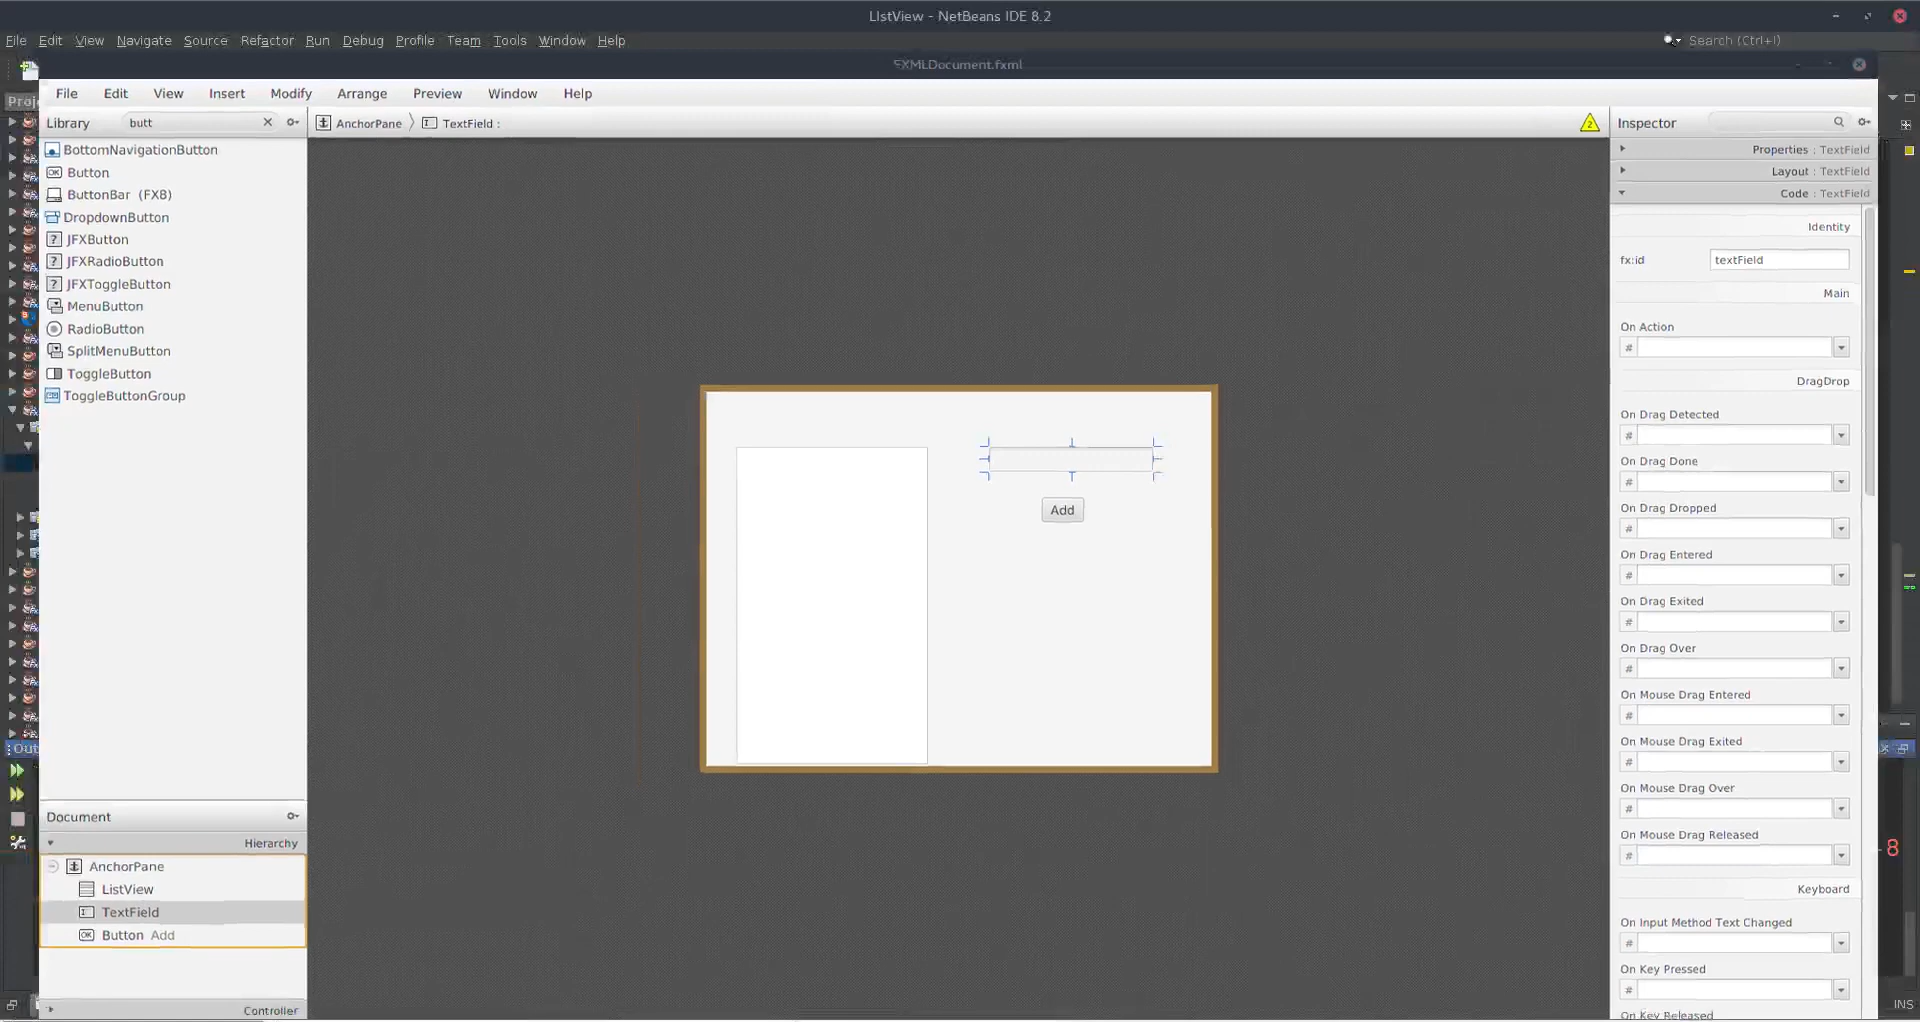 LIstView - NetBeans IDE 8.2
File Edit View Navigate Source Refactor Run Debug Profile Team Tools Window Help
Search (Ctrl+I)
FXMLDocument.fxml
File Edit View Insert Modify Arrange Preview Window Help
Library butt
AnchorPane TextField :
2
Inspector
BottomNavigationButton
Button
ButtonBar (FX8)
DropdownButton
JFXButton
JFXRadioButton
JFXToggleButton
MenuButton
RadioButton
SplitMenuButton
ToggleButton
ToggleButtonGroup
Add
Properties : TextField
Layout : TextField
Code : TextField
Identity
fx:id textField
Main
On Action
#
DragDrop
On Drag Detected
#
On Drag Done
#
On Drag Dropped
#
On Drag Entered
#
On Drag Exited
#
On Drag Over
#
On Mouse Drag Entered
#
On Mouse Drag Exited
#
On Mouse Drag Over
#
On Mouse Drag Released
#
Keyboard
On Input Method Text Changed
#
On Key Pressed
#
On Key Released
Document
Hierarchy
AnchorPane
ListView
TextField
Button Add
Controller
Proj
Out
8
INS